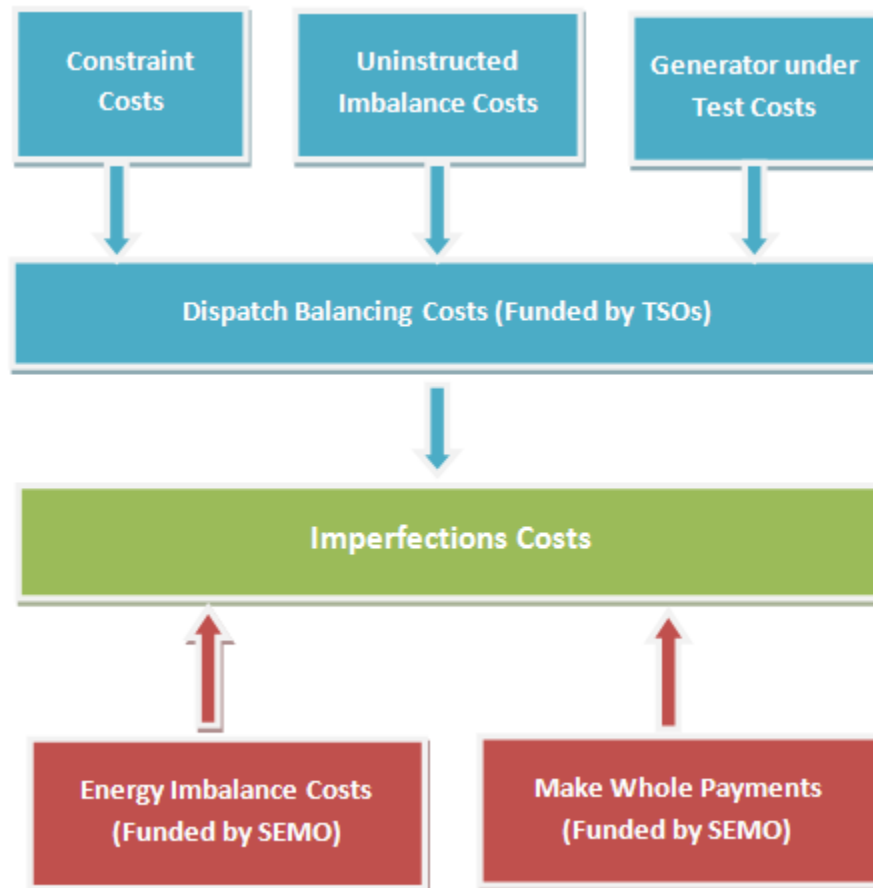 Constraint
Costs
Uninstructed
Imbalance Costs
Generator under
Test Costs
Dispatch Balancing Costs (Funded by TSOs)
Imperfections Costs
Energy Imbalance Costs
(Funded by SEMO)
Make Whole Payments
(Funded by SEMO)